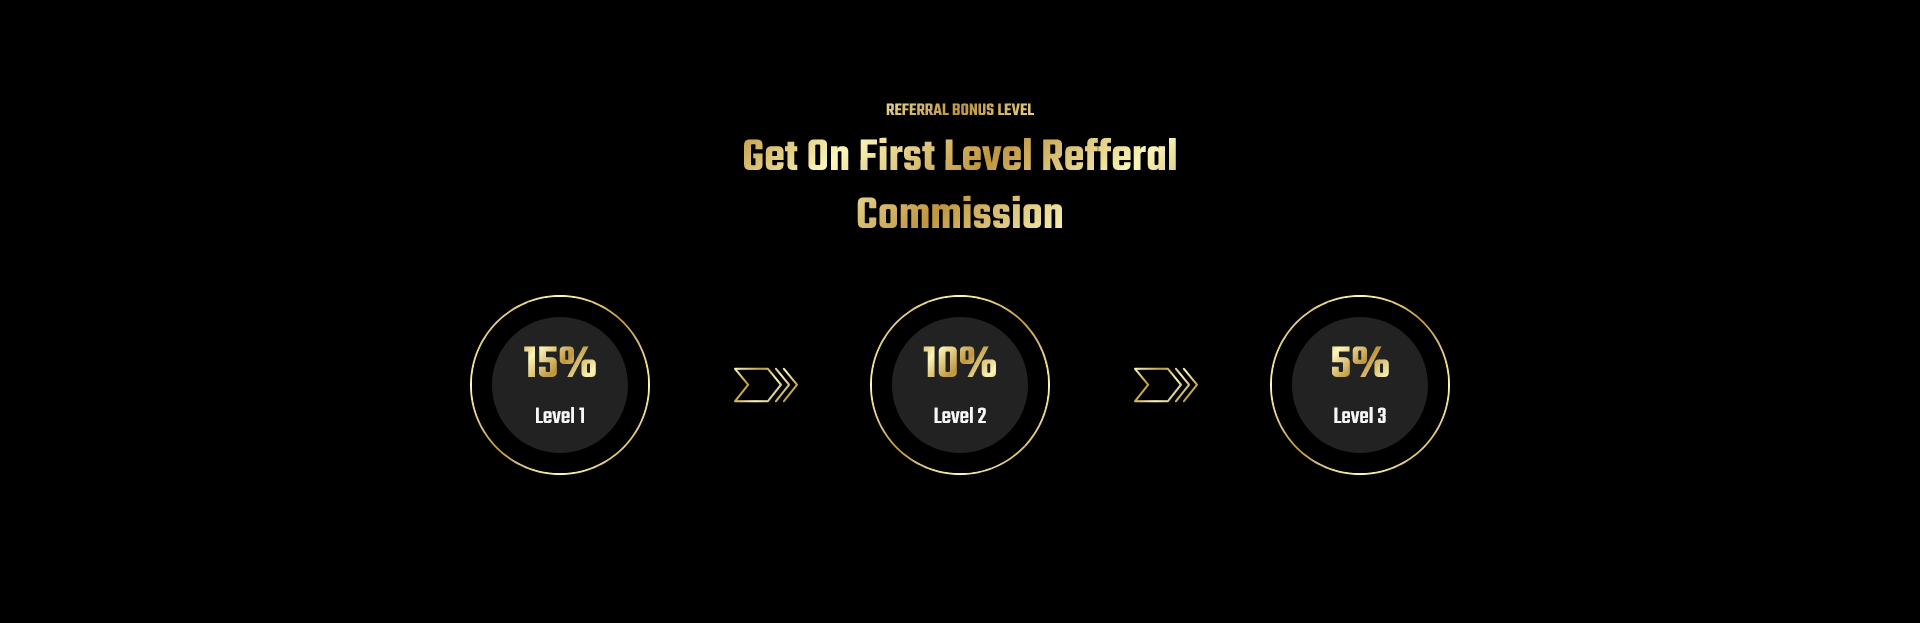 REFERRAL BONUS LEVEL
Get On First Level Refferal
Commission
15%
Level 1
10%
Level 2
5%
Level 3